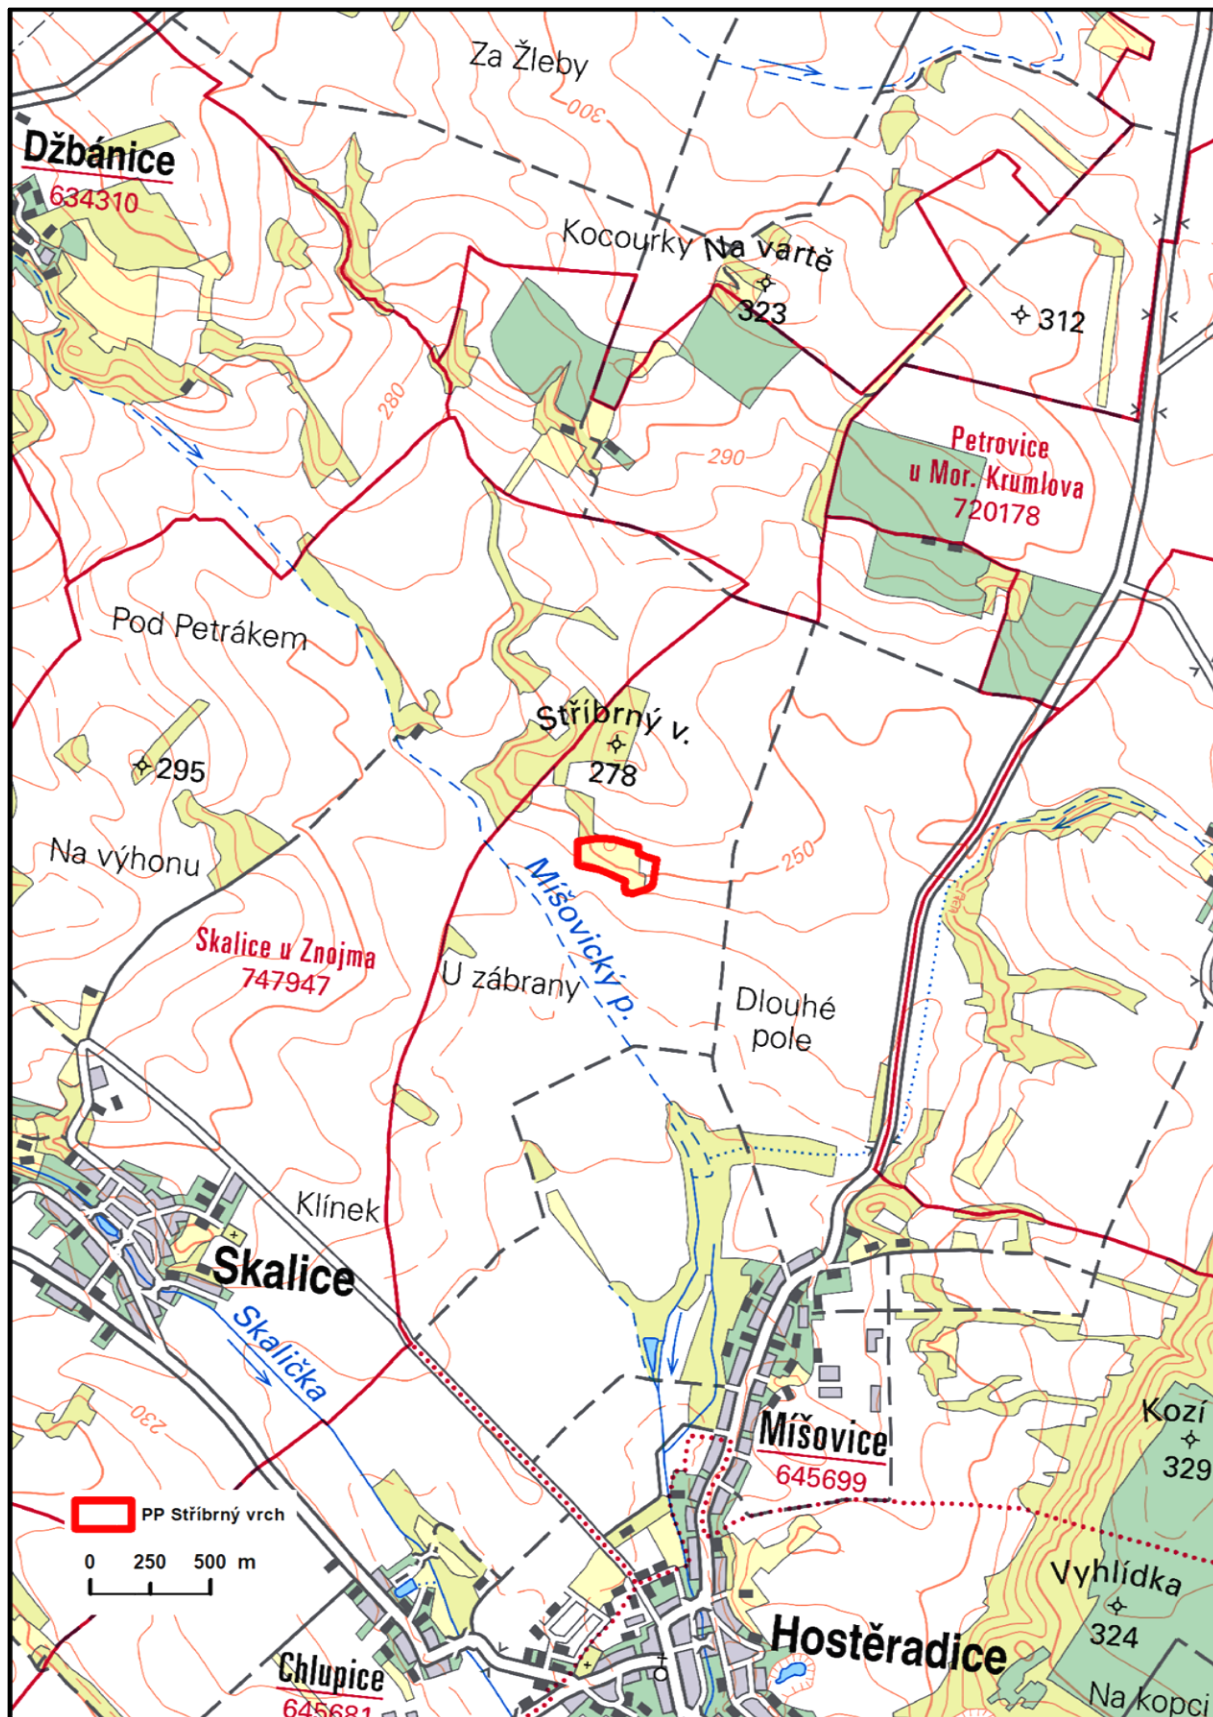 Za Žleby
300
Džbánice
634310
Kocourky
Na vartě
323
312
280
290
Petrovice
u Mor. Krumlova
720178
Pod Petrákem
Stříbrný v.
278
295
Na výhonu
250
Míšovický p.
Skalice u Znojma
747947
U zábrany
Dlouhé
pole
Klínek
Skalice
Skalička
230
Kozí
329
Míšovice
645699
PP Stříbrný vrch
0 250 500 m
Vyhlídka
324
Hostěradice
Chlupice
645681
Na kopci